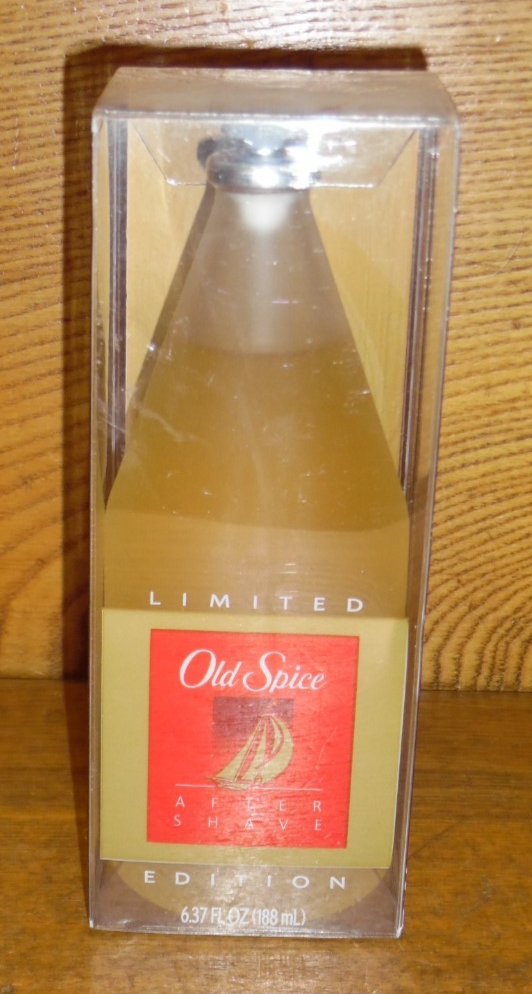 LIMITED
Old Spice
AFTER
SHAVE
EDITION
6.37 FL OZ (188 mL)